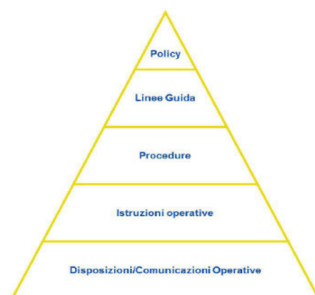 Policy
Linee Guida
Procedure
Istruzioni operative
Disposizioni/Comunicazioni Operative